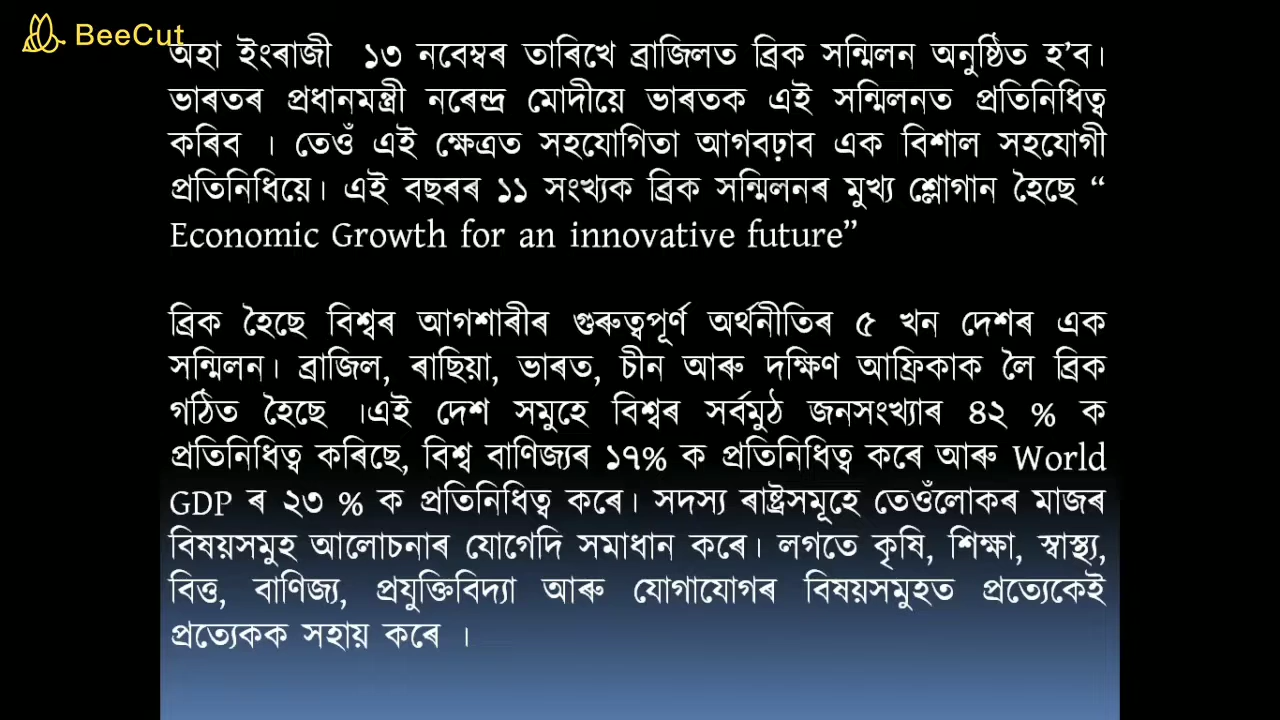 BeeCut
অহা ইংৰাজী ১৩ নবেম্বৰ তাৰিখে ব্ৰাজিলত ব্ৰিক সন্মিলন অনুষ্ঠিত হ’ব।
ভাৰতৰ প্ৰধানমন্ত্ৰী নৰেন্দ্ৰ মোদীয়ে ভাৰতক এই সন্মিলনত প্ৰতিনিধিত্ব
কৰিব । তেওঁ এই ক্ষেত্ৰত সহযোগিতা আগবঢ়াব এক বিশাল সহযোগী
প্ৰতিনিধিয়ে। এই বছৰৰ ১১ সংখ্যক ব্ৰিক সন্মিলনৰ মুখ্য শ্লোগান হৈছে “
Economic Growth for an innovative future”
ব্ৰিক হৈছে বিশ্বৰ আগশাৰীৰ গুৰুত্বপূৰ্ণ অৰ্থনীতিৰ ৫ খন দেশৰ এক
সন্মিলন। ব্ৰাজিল, ৰাছিয়া, ভাৰত, চীন আৰু দক্ষিণ আফ্ৰিকাক লৈ ব্ৰিক
গঠিত হৈছে ।এই দেশ সমুহে বিশ্বৰ সৰ্বমুঠ জনসংখ্যাৰ ৪২ % ক
প্ৰতিনিধিত্ব কৰিছে, বিশ্ব বাণিজ্যৰ ১৭% ক প্ৰতিনিধিত্ব কৰে আৰু World
GDP ৰ ২৩ % ক প্ৰতিনিধিত্ব কৰে। সদস্য ৰাষ্ট্ৰসমূহে তেওঁলোকৰ মাজৰ
বিষয়সমুহ আলোচনাৰ যোগেদি সমাধান কৰে। লগতে কৃষি, শিক্ষা, স্বাস্থ্য,
বিত্ত, বাণিজ্য, প্ৰযুক্তিবিদ্যা আৰু যোগাযোগৰ বিষয়সমুহত প্ৰত্যেকেই
প্ৰত্যেকক সহায় কৰে ।